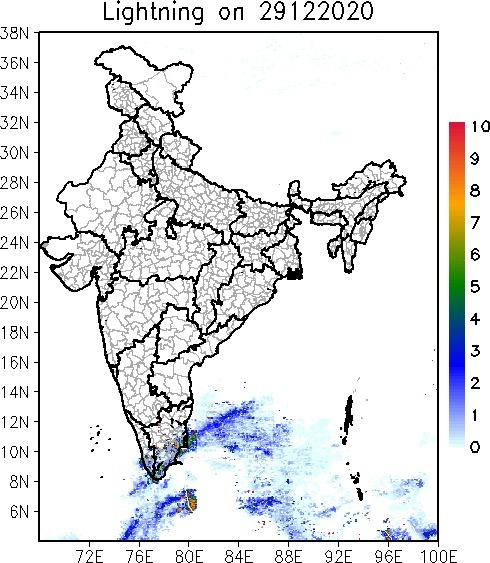 Lightning on 29122020
38N
36N
34N
32N
30N
28N
26N
24N
22N
20N
18N
16N
14N
12N
10N
8N
6N
72E 76E 80E 84E 88E 92E 96E 100E
10
9
8
7
6
5
4
3
2
1
0